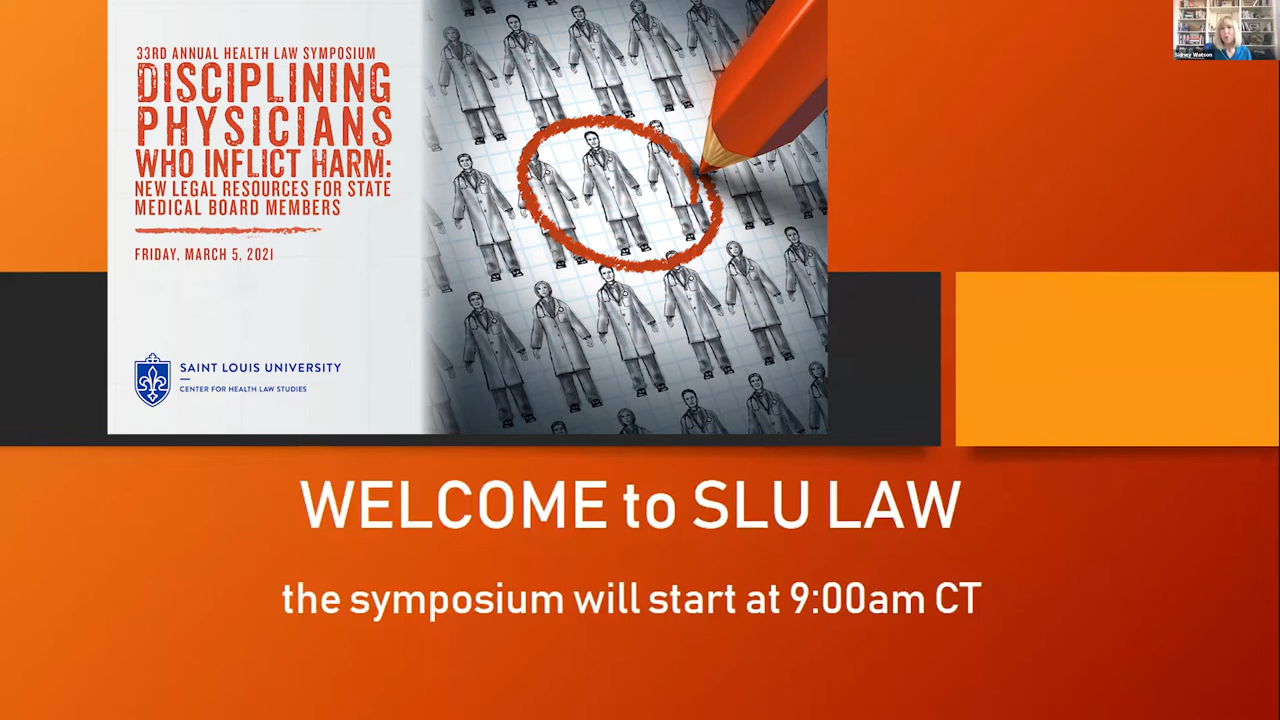 33RD ANNUAL HEALTH LAW SYMPOSIUM
DISCIPLINING
PHYSICIANS
WHO INFLICT HARM:
NEW LEGAL RESOURCES FOR STATE
MEDICAL BOARD MEMBERS
FRIDAY, MARCH 5, 2021
SAINT LOUIS UNIVERSITY
CENTER FOR HEALTH LAW STUDIES
Sidney Watson
WELCOME to SLU LAW
the symposium will start at 9:00am CT